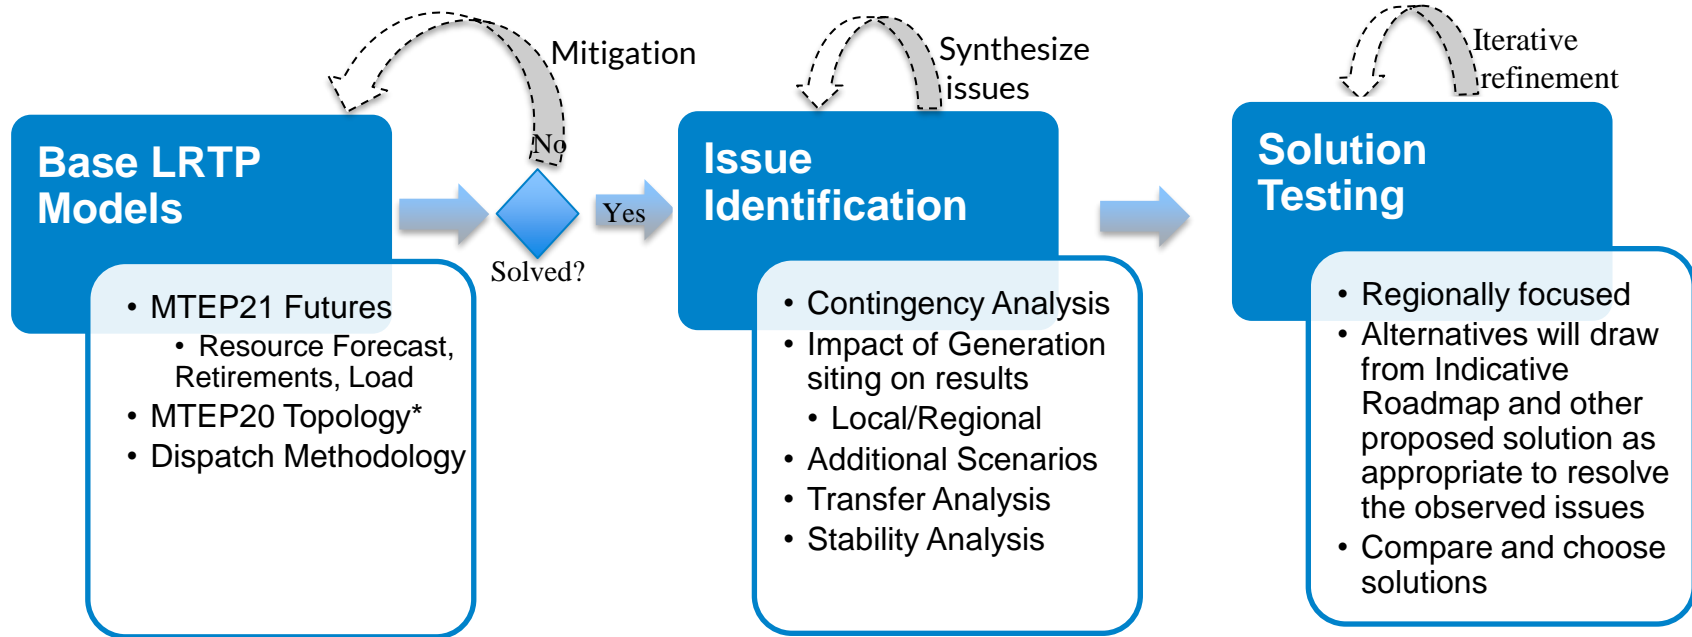 Mitigation
Base LRTP
Models
No
Solved?
Yes
• MTEP21 Futures
• Resource Forecast,
Retirements, Load
• MTEP20 Topology*
• Dispatch Methodology
Synthesize
issues
Issue
Identification
• Contingency Analysis
• Impact of Generation
siting on results
• Local/Regional
• Additional Scenarios
• Transfer Analysis
• Stability Analysis
Iterative
refinement
Solution
Testing
• Regionally focused
• Alternatives will draw
from Indicative
Roadmap and other
proposed solution as
appropriate to resolve
the observed issues
• Compare and choose
solutions